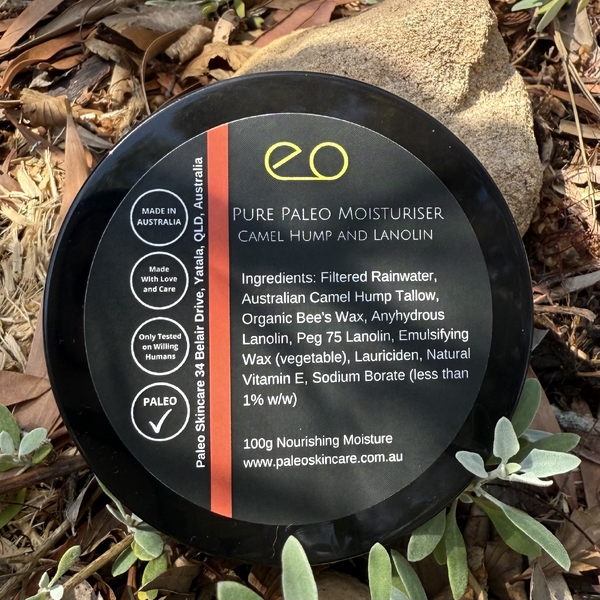 eo
PURE PALEO MOISTURISER
CAMEL HUMP AND LANOLIN
Ingredients: Filtered Rainwater,
Australian Camel Hump Tallow,
Organic Bee's Wax, Anhydrous
Lanolin, Peg 75 Lanolin, Emulsifying
Wax (vegetable), Lauriciden, Natural
Vitamin E, Sodium Borate (less than
1% w/w)
100g Nourishing Moisture
www.paleoskincare.com.au
MADE IN
AUSTRALIA
Made
With Love
and Care
Only Tested
on Willing
Humans
PALEO
Paleo Skincare 34 Belair Drive, Yatala, QLD, Australia